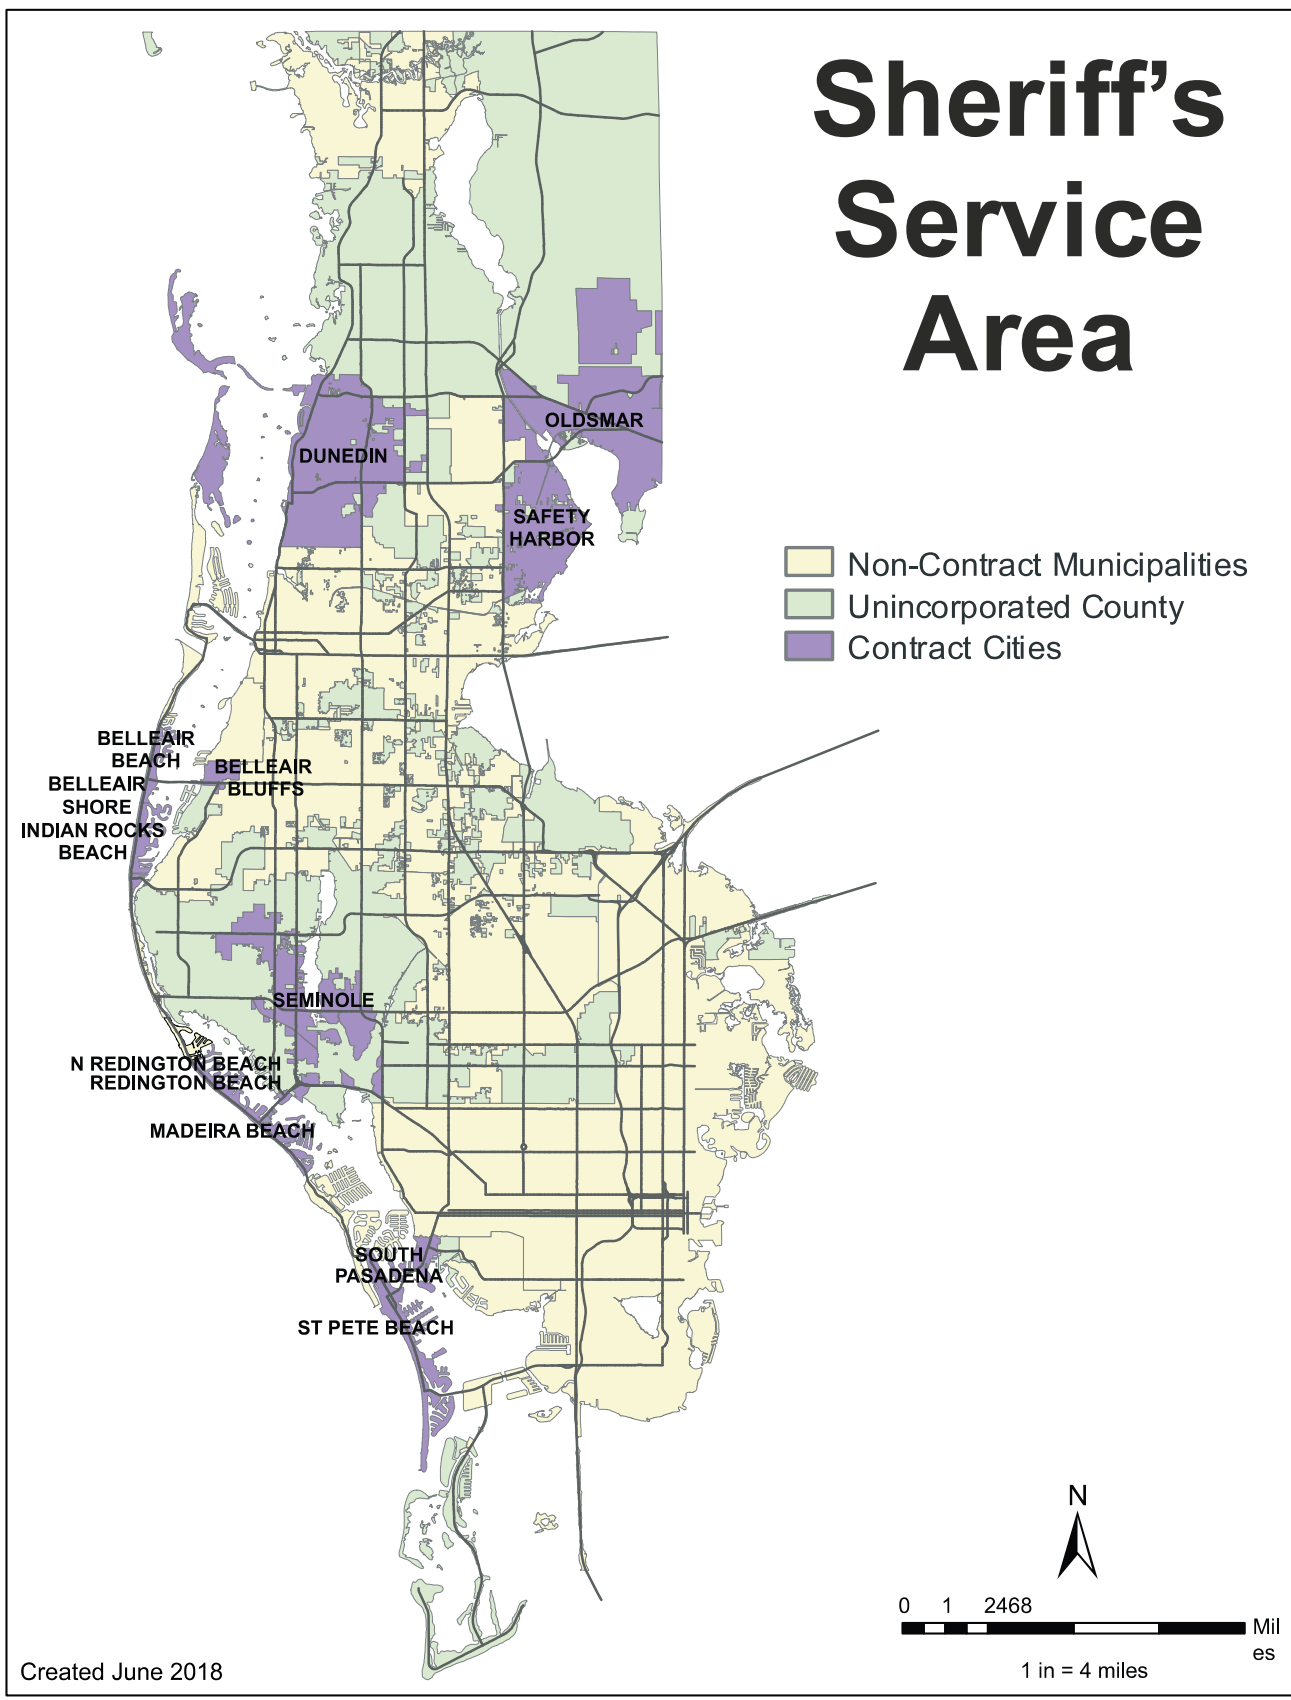 Sheriff's
Service
Area
OLDSMAR
DUNEDIN
SAFETY
HARBOR
Non-Contract Municipalities
Unincorporated County
Contract Cities
BELLEAIR
BEACH
BELLEAIR
BLUFFS
BELLEAIR
SHORE
INDIAN ROCKS
BEACH
SEMINOLE
N REDINGTON BEACH
REDINGTON BEACH
MADEIRA BEACH
SOUTH
PASADENA
ST PETE BEACH
N
0 1 2468
Mil
es
1 in = 4 miles
Created June 2018